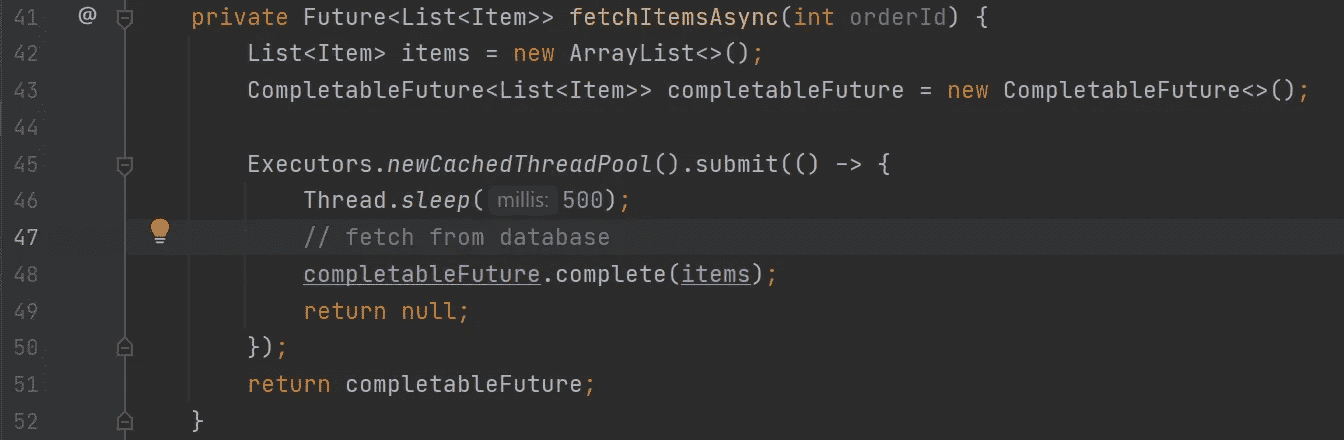 41 @ private Future<List<Item>> fetchItemsAsync(int orderId) {
42 List<Item> items = new ArrayList<>();
43 CompletableFuture<List<Item>> completableFuture = new CompletableFuture<>();
44
45 Executors.newCachedThreadPool().submit(() -> {
46 Thread.sleep( millis: 500);
47 // fetch from database
48 completableFuture.complete(items);
49 return null;
50 });
51 return completableFuture;
52 }